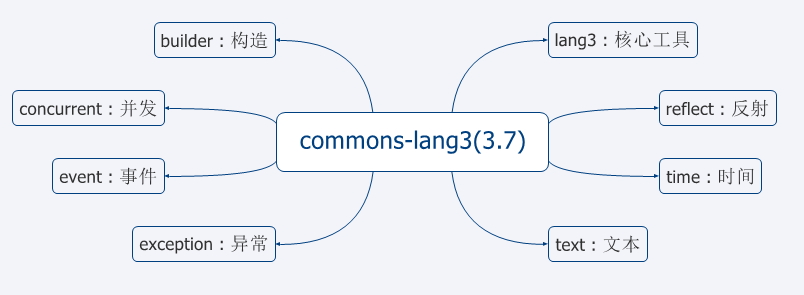 builder：构造
lang3：核心工具
concurrent：并发
reflect：反射
commons-lang3(3.7)
event：事件
time：时间
exception：异常
text：文本